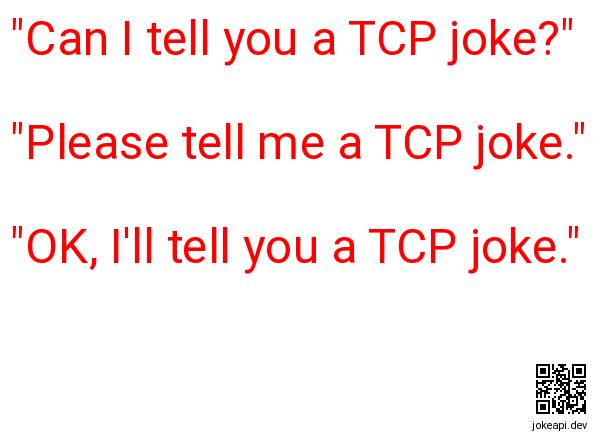 "Can I tell you a TCP joke?"
"Please tell me a TCP joke."
"OK, I'll tell you a TCP joke."
jokeapi.dev